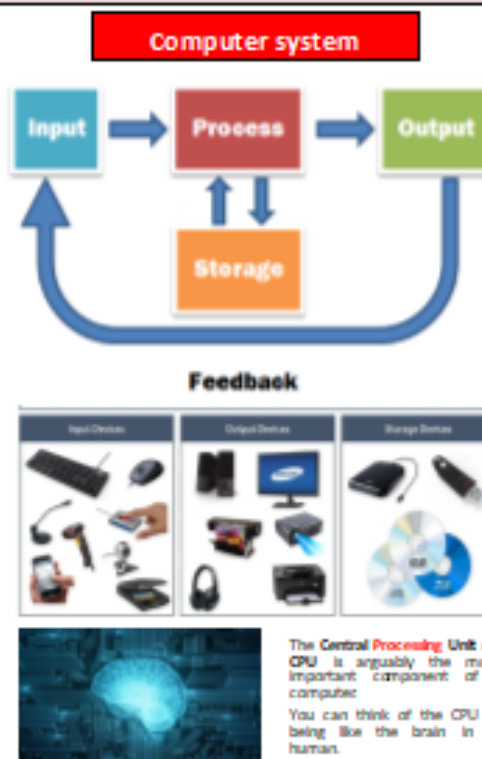 Computer system
Input
Process
Output
Storage
Feedback
Input Devices
Output Devices
Storage Devices
The Central Processing Unit
CPU is arguably the
important component of
computer
You can think of the CPU
being like the brain in
human.